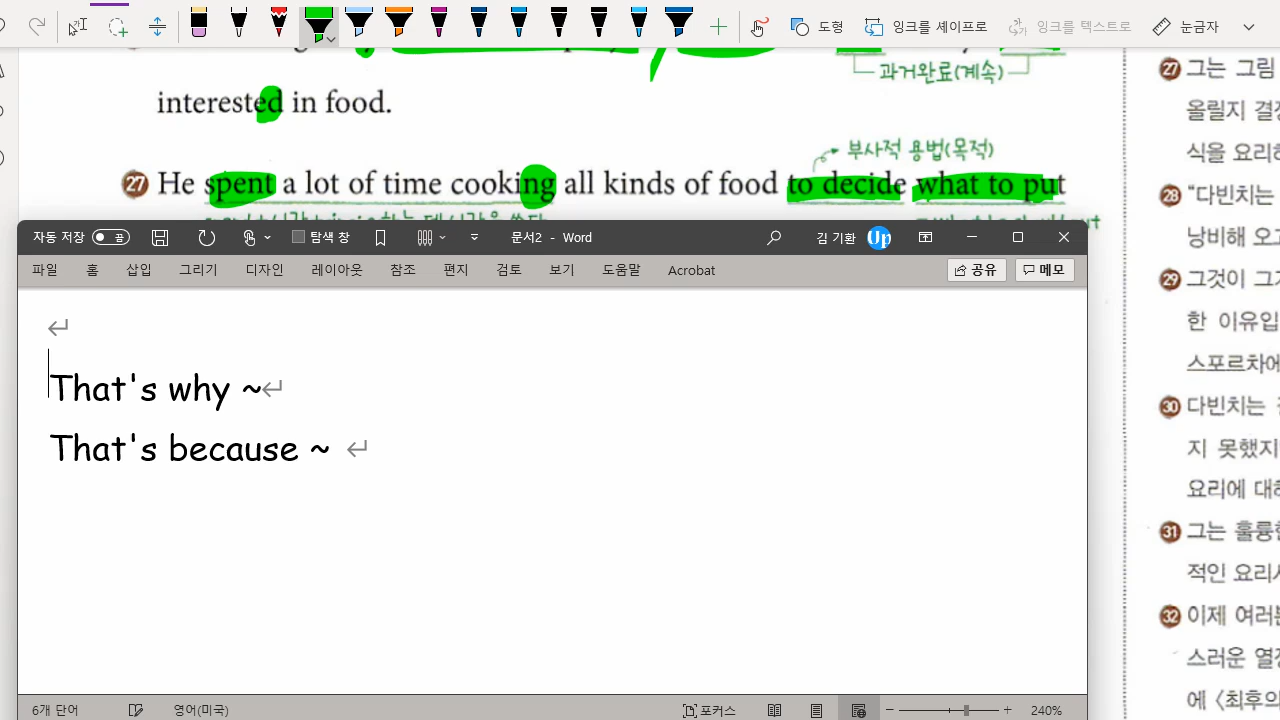 도형 잉크를 셰이프로 잉크를 텍스트로 눈금자
과거완료(계속)
interested in food.
부사적 용법(목적)
27 He spent a lot of time cooking all kinds of food to decide what to put
자동 저장 끔 탐색 창 문서2 - Word 김 기환 Up
파일 홈 삽입 그리기 디자인 레이아웃 참조 편지 검토 보기 도움말 Acrobat 공유 메모
That's why ~
That's because ~
6개 단어 영어(미국) 포커스 240%
27 그는 그림
올릴지 결정
식을 요리하
28 "다빈치는
낭비해 오고
29 그것이 그가
한 이유입
스포르차에
30 다빈치는
지 못했지
요리에 대해
31 그는 훌륭한
적인 요리사
32 이제 여러분
스러운 열정
에 〈최후의